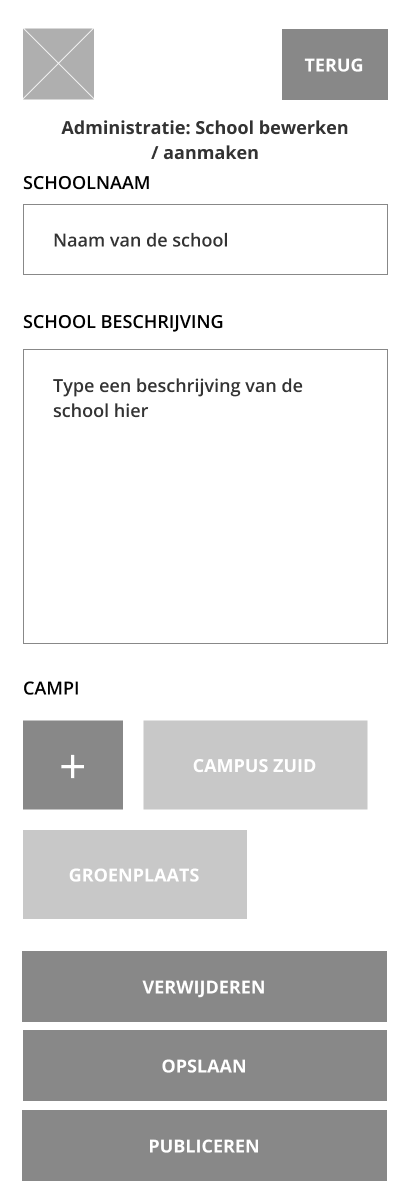 TERUG
Administratie: School bewerken
/ aanmaken
SCHOOLNAAM
Naam van de school
SCHOOL BESCHRIJVING
Type een beschrijving van de
school hier
CAMPI
+
CAMPUS ZUID
GROENPLAATS
VERWIJDEREN
OPSLAAN
PUBLICEREN